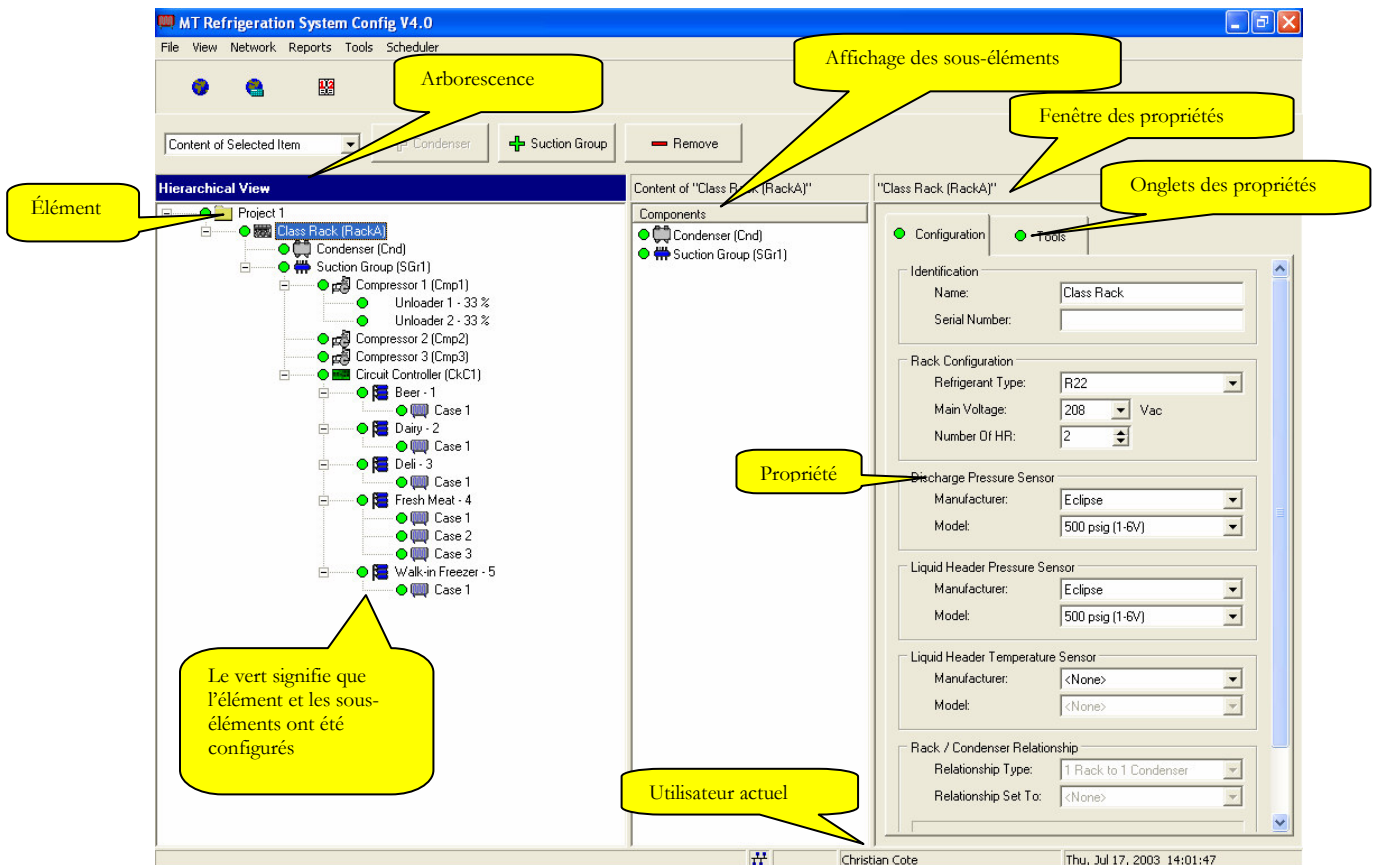 MT Refrigeration System Config V4.0
File View Network Reports Tools Scheduler
Arborescence
Affichage des sous-éléments
Fenêtre des propriétés
Onglets des propriétés
Élément
Content of Selected Item
Condenser
Suction Group
Remove
Hierarchical View
Project 1
Class Rack (RackA)
Condenser (Cnd)
Suction Group (SGr1)
Compressor 1 (Cmp1)
Unloader 1 - 33 %
Unloader 2 - 33 %
Compressor 2 (Cmp2)
Compressor 3 (Cmp3)
Circuit Controller (CkC1)
Beer - 1
Case 1
Dairy - 2
Case 1
Deli - 3
Case 1
Fresh Meat - 4
Case 1
Case 2
Case 3
Walk-in Freezer - 5
Case 1
Le vert signifie que
l'élément et les sous-
éléments ont été
configurés
Content of "Class Rack (RackA)"
Components
Condenser (Cnd)
Suction Group (SGr1)
Propriété
Utilisateur actuel
"Class Rack (RackA)"
Configuration
Tools
Identification
Name: Class Rack
Serial Number:
Rack Configuration
Refrigerant Type: R22
Main Voltage: 208 Vac
Number Of HR: 2
Discharge Pressure Sensor
Manufacturer: Eclipse
Model: 500 psig (1-6V)
Liquid Header Pressure Sensor
Manufacturer: Eclipse
Model: 500 psig (1-6V)
Liquid Header Temperature Sensor
Manufacturer: <None>
Model: <None>
Rack / Condenser Relationship
Relationship Type: 1 Rack to 1 Condenser
Relationship Set To: <None>
Christian Cote
Thu, Jul 17, 2003 14:01:47